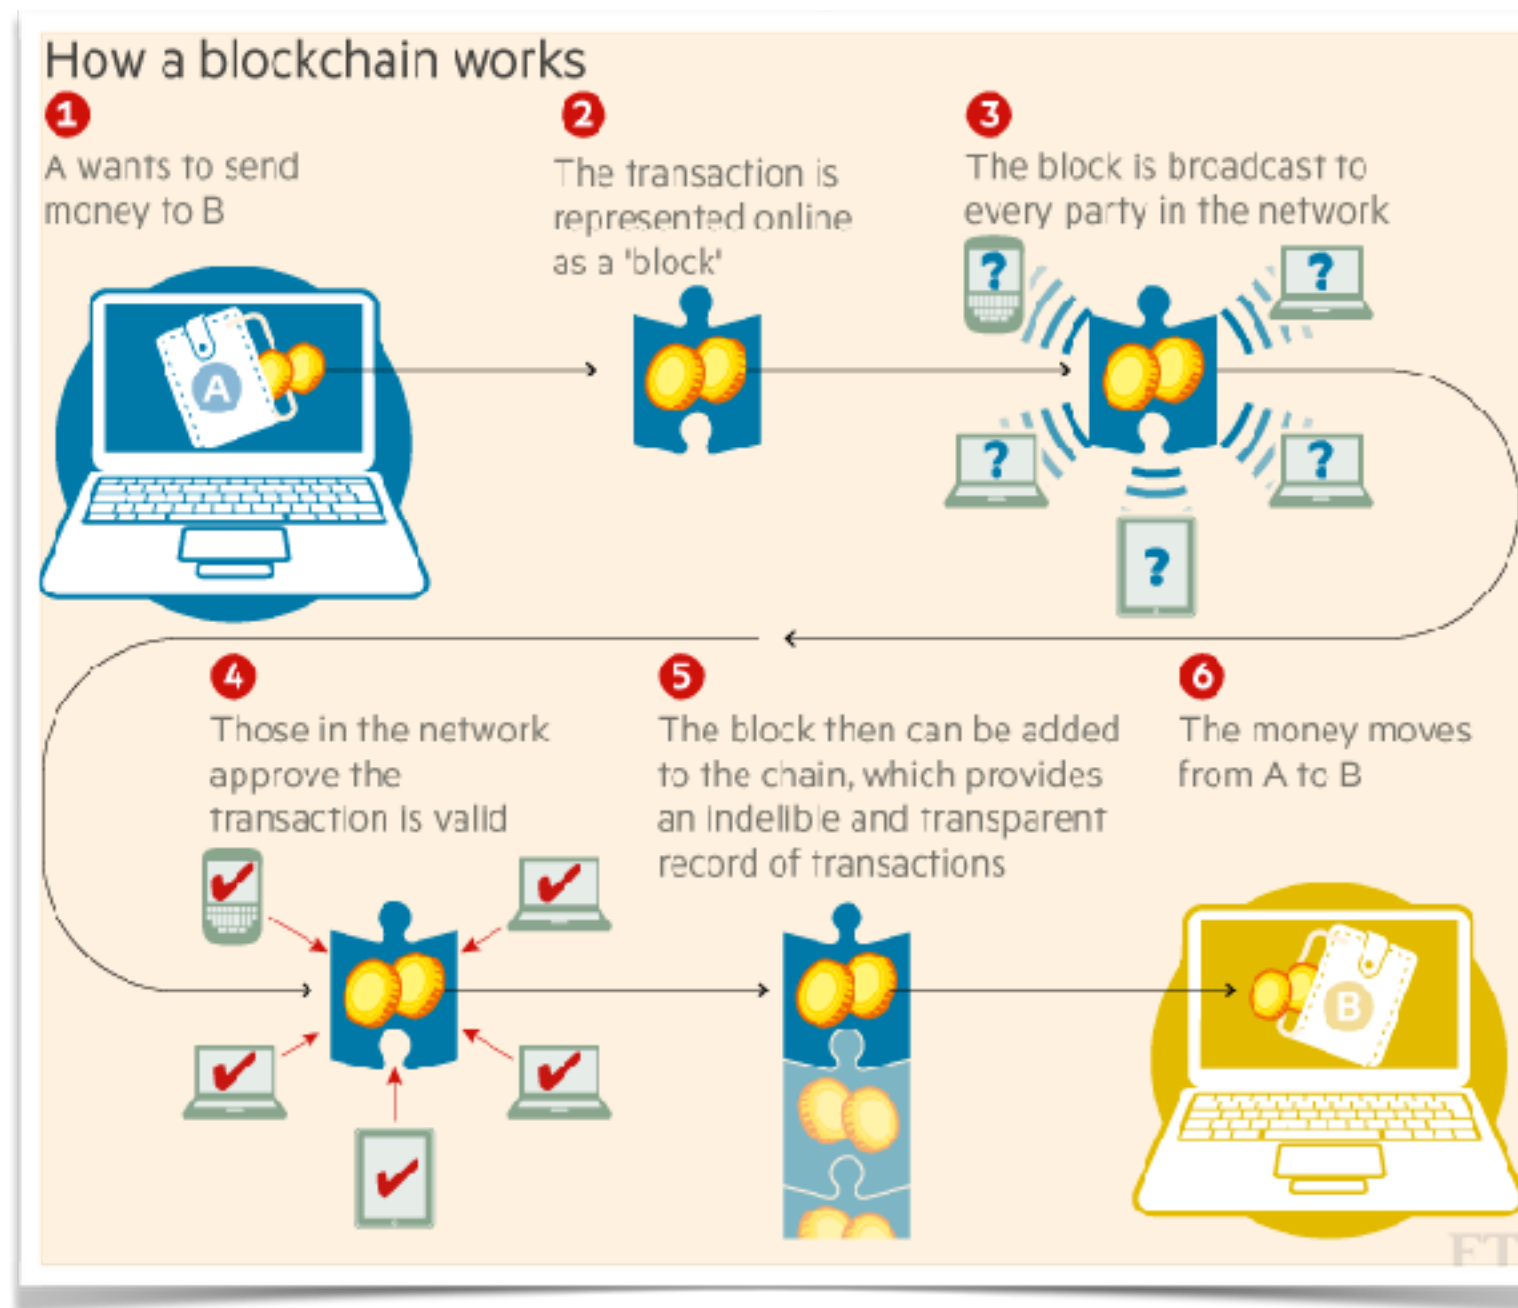 How a blockchain works
1
A wants to send
money to B
2
The transaction is
represented online
as a 'block'
3
The block is broadcast to
every party in the network
?
?
?
?
?
A
4
Those in the network
approve the
transaction is valid
5
The block then can be added
to the chain, which provides
an indelible and transparent
record of transactions
6
The money moves
from A to B
B
FT